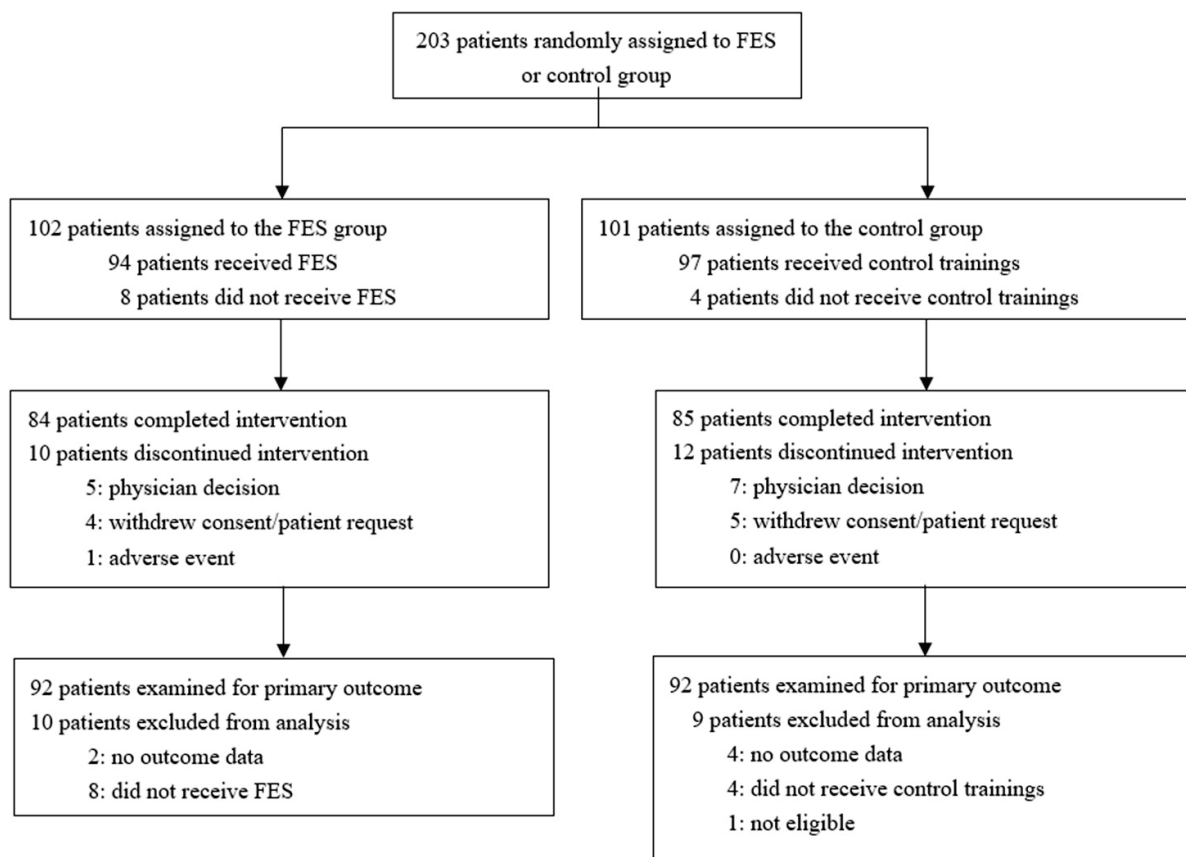 203 patients randomly assigned to FES
or control group
102 patients assigned to the FES group
94 patients received FES
8 patients did not receive FES
101 patients assigned to the control group
97 patients received control trainings
4 patients did not receive control trainings
84 patients completed intervention
10 patients discontinued intervention
5: physician decision
4: withdrew consent/patient request
1: adverse event
85 patients completed intervention
12 patients discontinued intervention
7: physician decision
5: withdrew consent/patient request
0: adverse event
92 patients examined for primary outcome
10 patients excluded from analysis
2: no outcome data
8: did not receive FES
92 patients examined for primary outcome
9 patients excluded from analysis
4: no outcome data
4: did not receive control trainings
1: not eligible